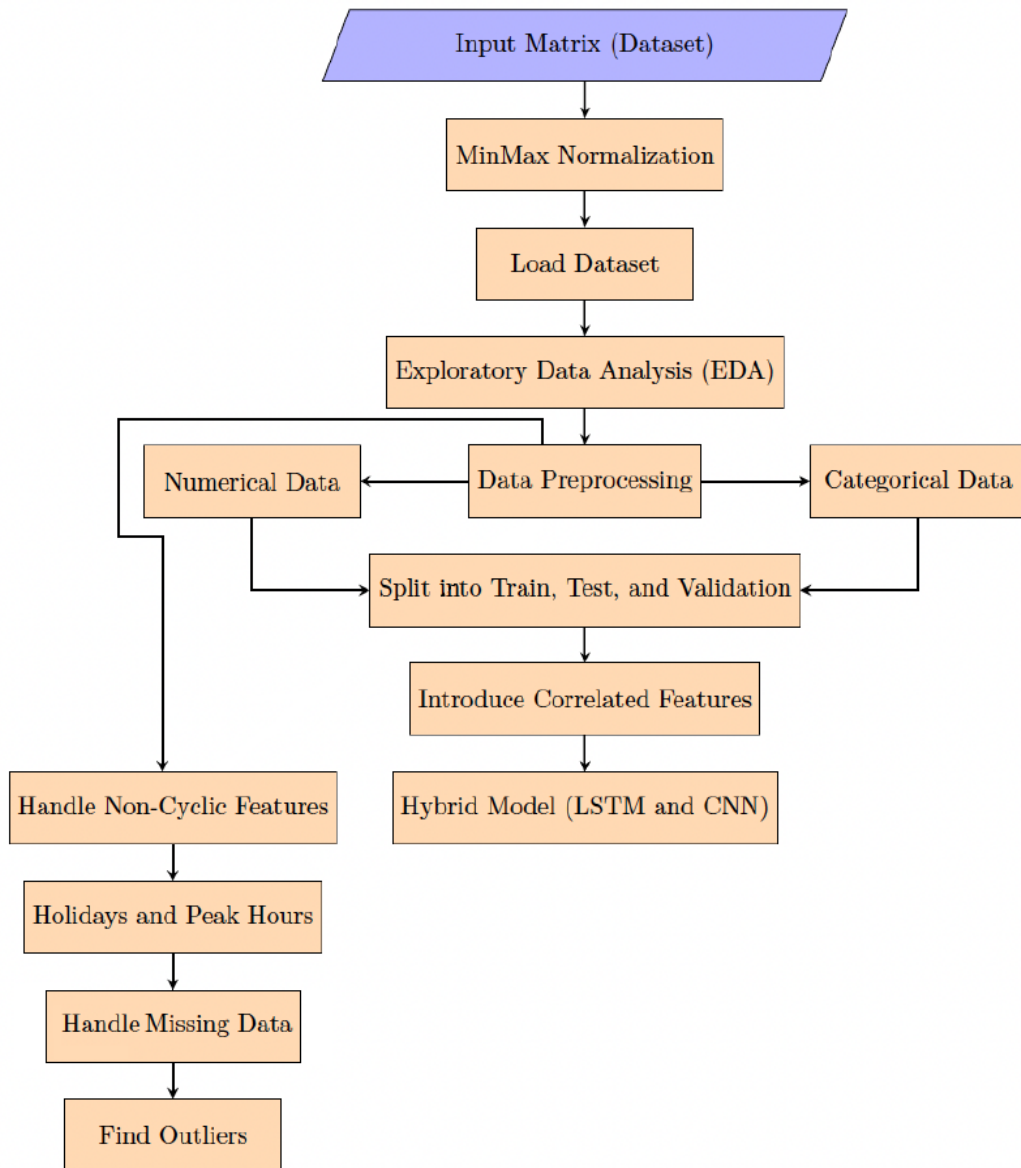 Input Matrix (Dataset)
MinMax Normalization
Load Dataset
Exploratory Data Analysis (EDA)
Numerical Data
Data Preprocessing
Categorical Data
Split into Train, Test, and Validation
Introduce Correlated Features
Handle Non-Cyclic Features
Hybrid Model (LSTM and CNN)
Holidays and Peak Hours
Handle Missing Data
Find Outliers